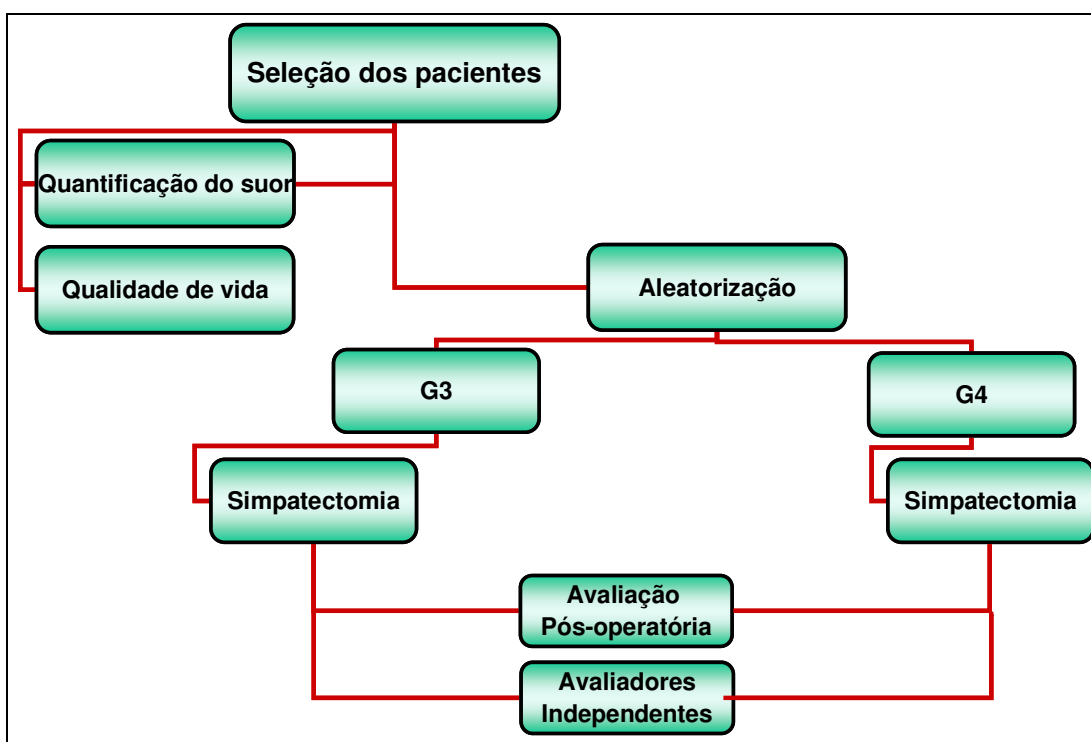 Seleção dos pacientes
Quantificação do suor
Qualidade de vida
Aleatorização
G3
G4
Simpatectomia
Simpatectomia
Avaliação
Pós-operatória
Avaliadores
Independentes